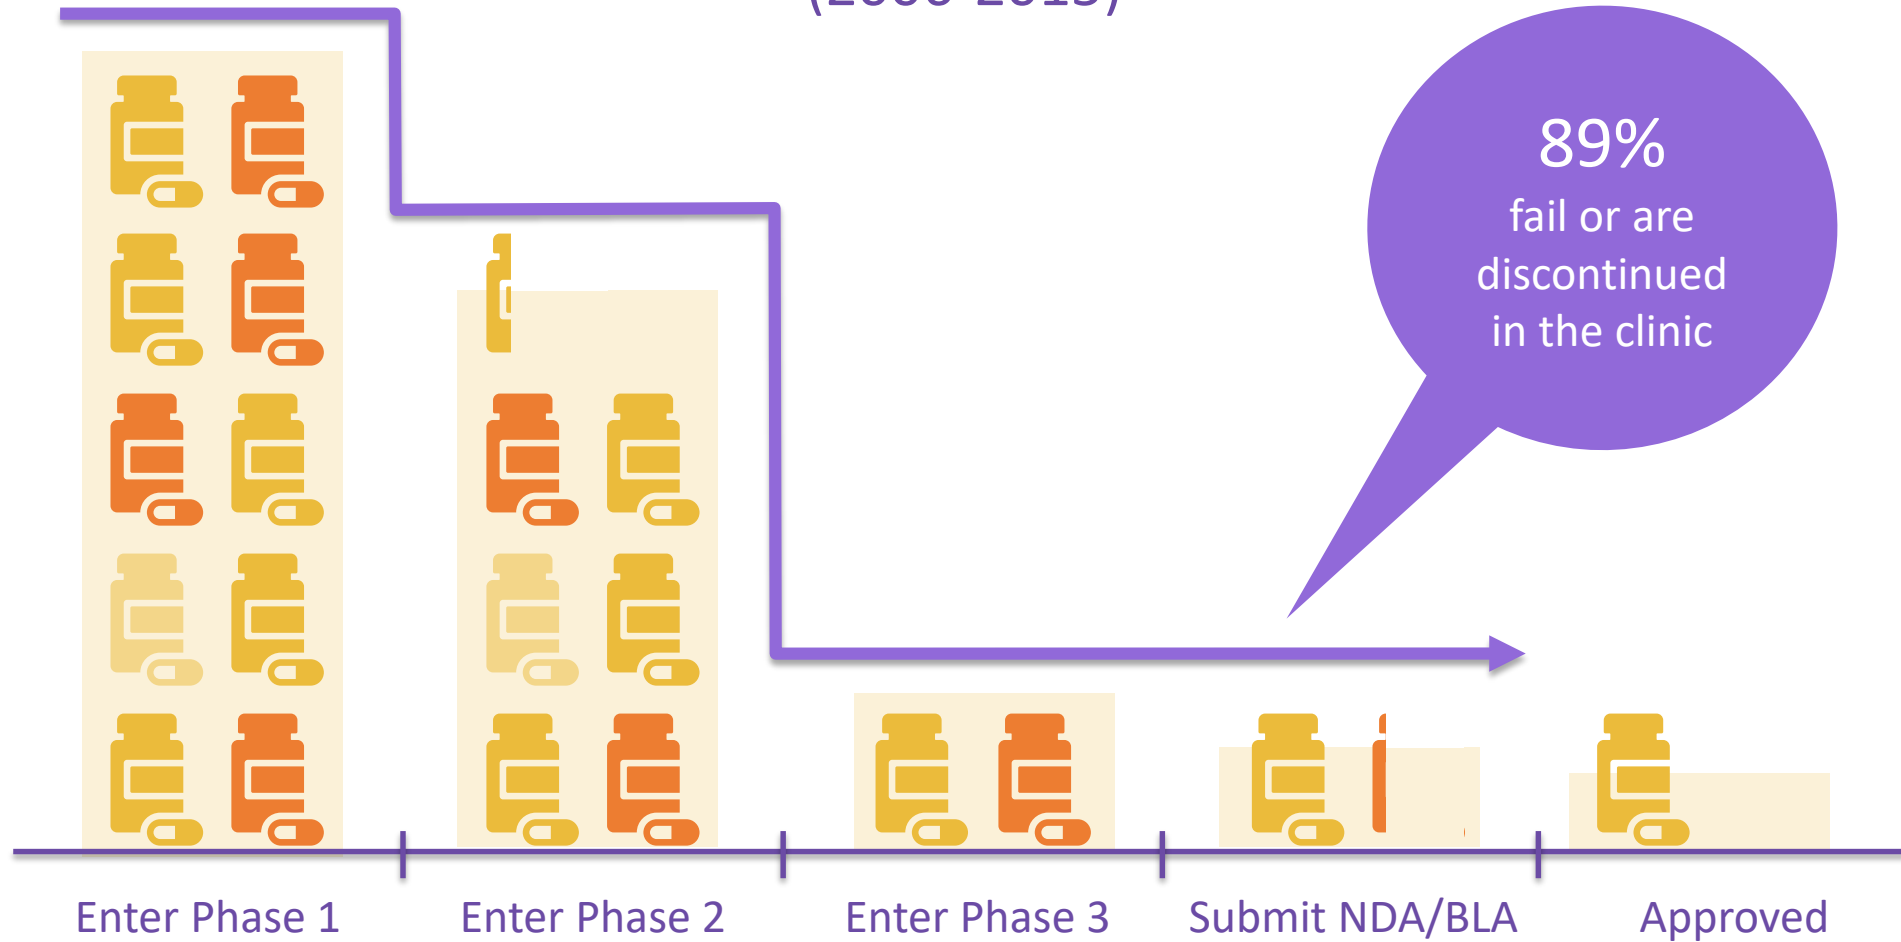 89%
fail or are
discontinued
in the clinic
Enter Phase 1
Enter Phase 2
Enter Phase 3
Submit NDA/BLA
Approved